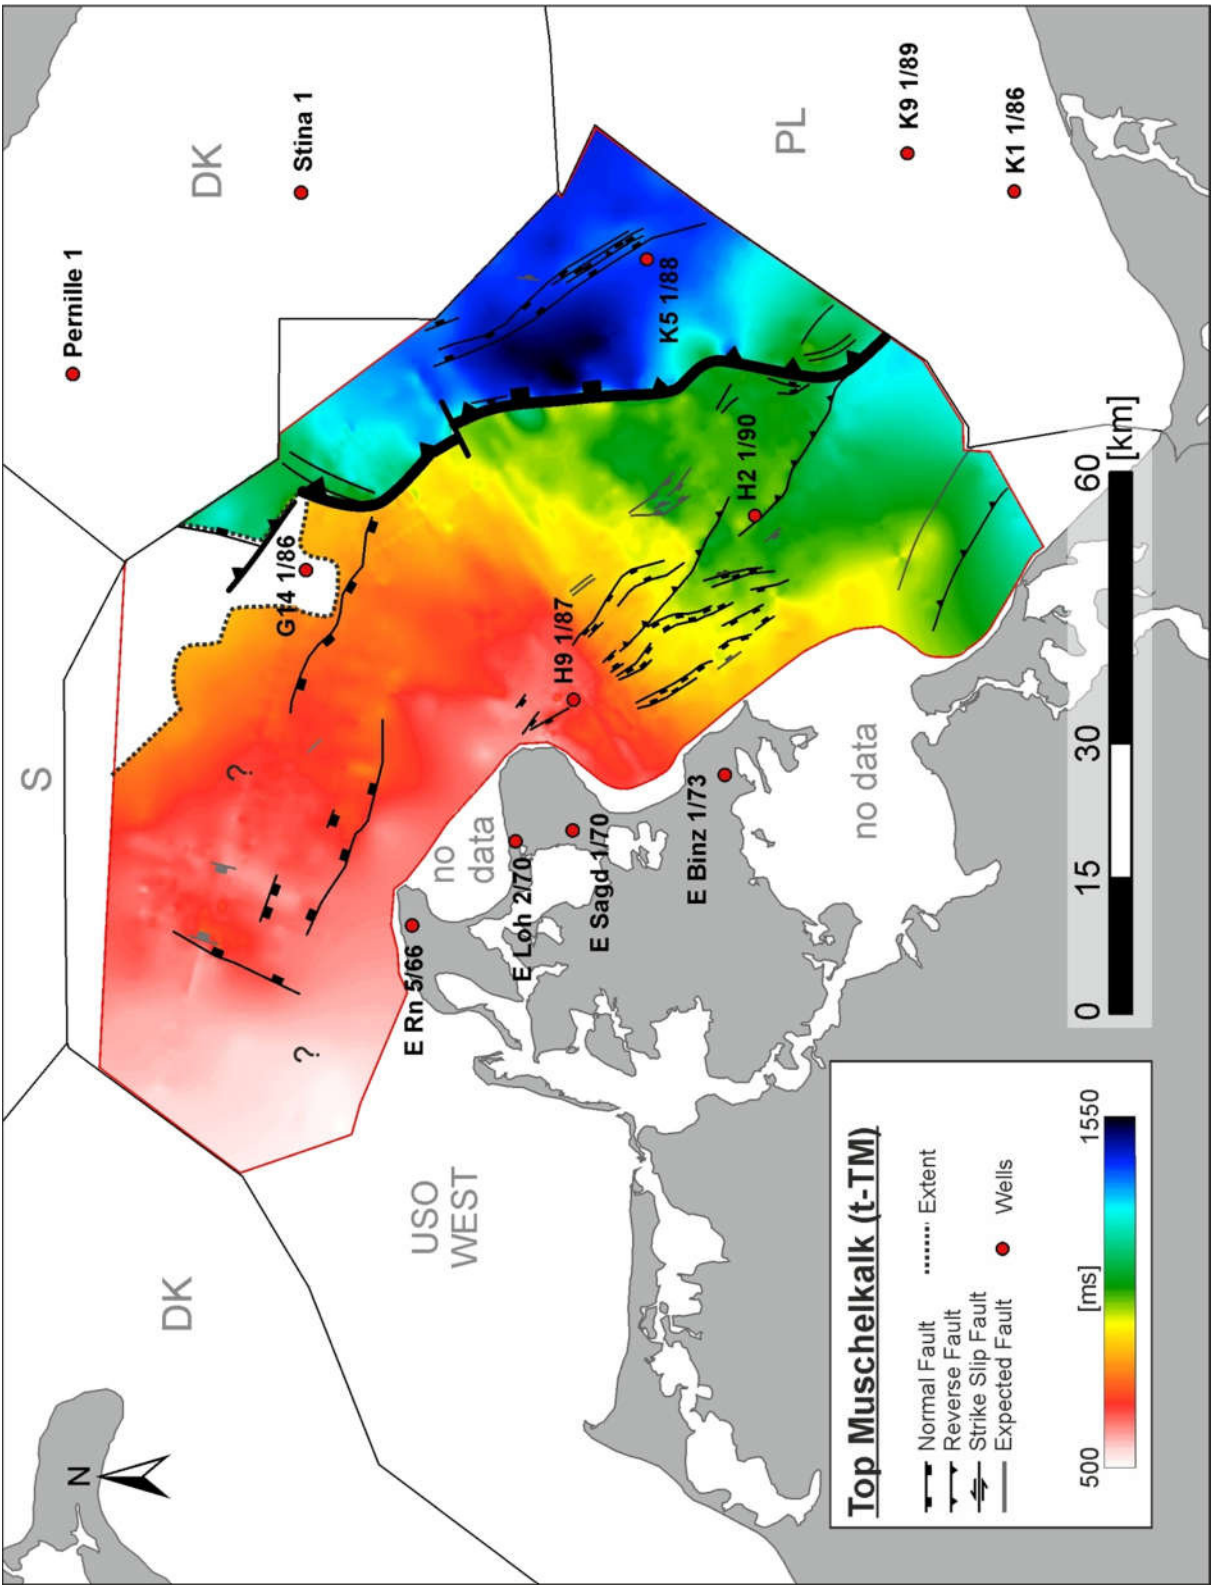 S
DK
Pernille 1
Stina 1
G14 1/86
?
?
N
DK
USO
WEST
no
data
E Rn 5/66
E Loh 2/70
E Sagd 1/70
H9 1/87
E Binz 1/73
no data
H2 1/90
K5 1/88
PL
K9 1/89
K1 1/86
Top Muschelkalk (t-TM)
Normal Fault
Extent
Reverse Fault
Strike Slip Fault
Expected Fault
Wells
500 [ms] 1550
0 15 30 60
[km]